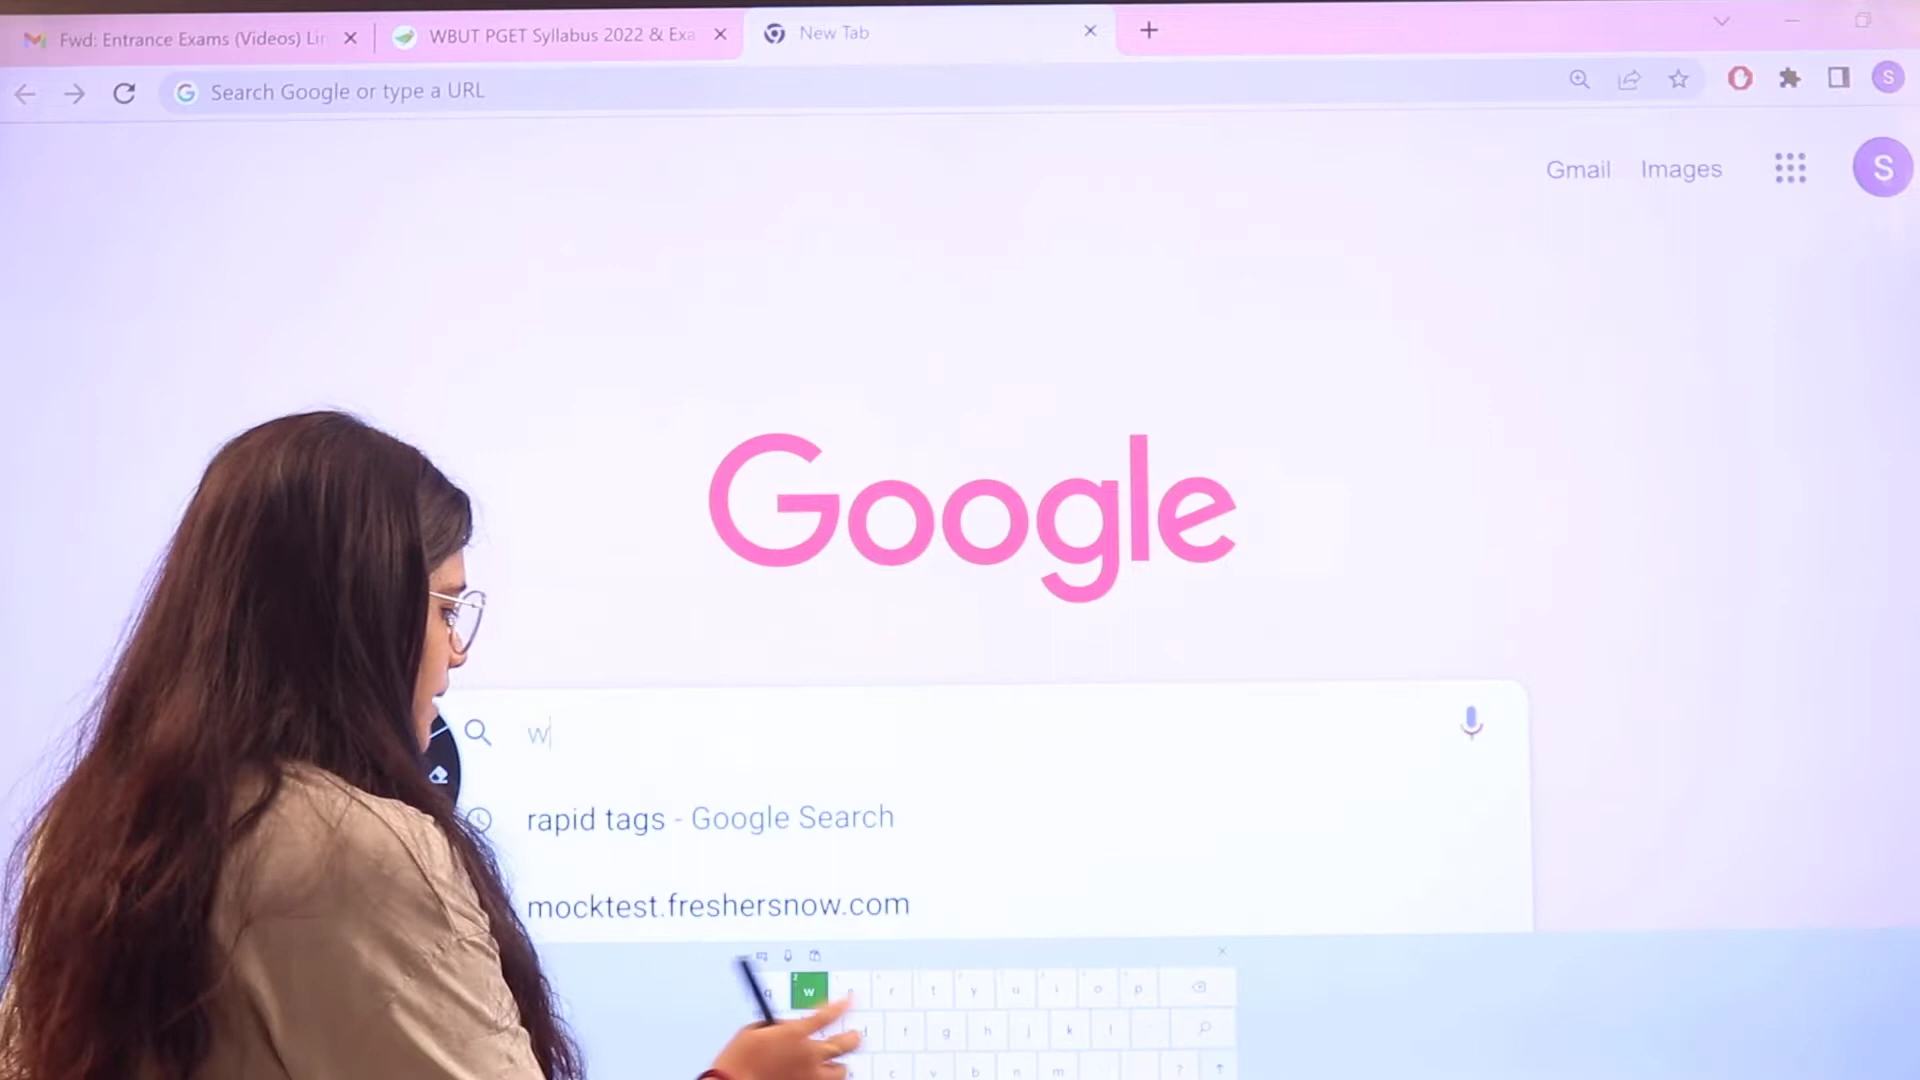 Fwd: Entrance Exams (Videos) Lin
WBUT PGET Syllabus 2022 & Exa
New Tab
Search Google or type a URL
S
Gmail
Images
S
Google
w
rapid tags - Google Search
mocktest.freshersnow.com
q w e r t y u i o p
d f g h j k l
x c v b n m ?